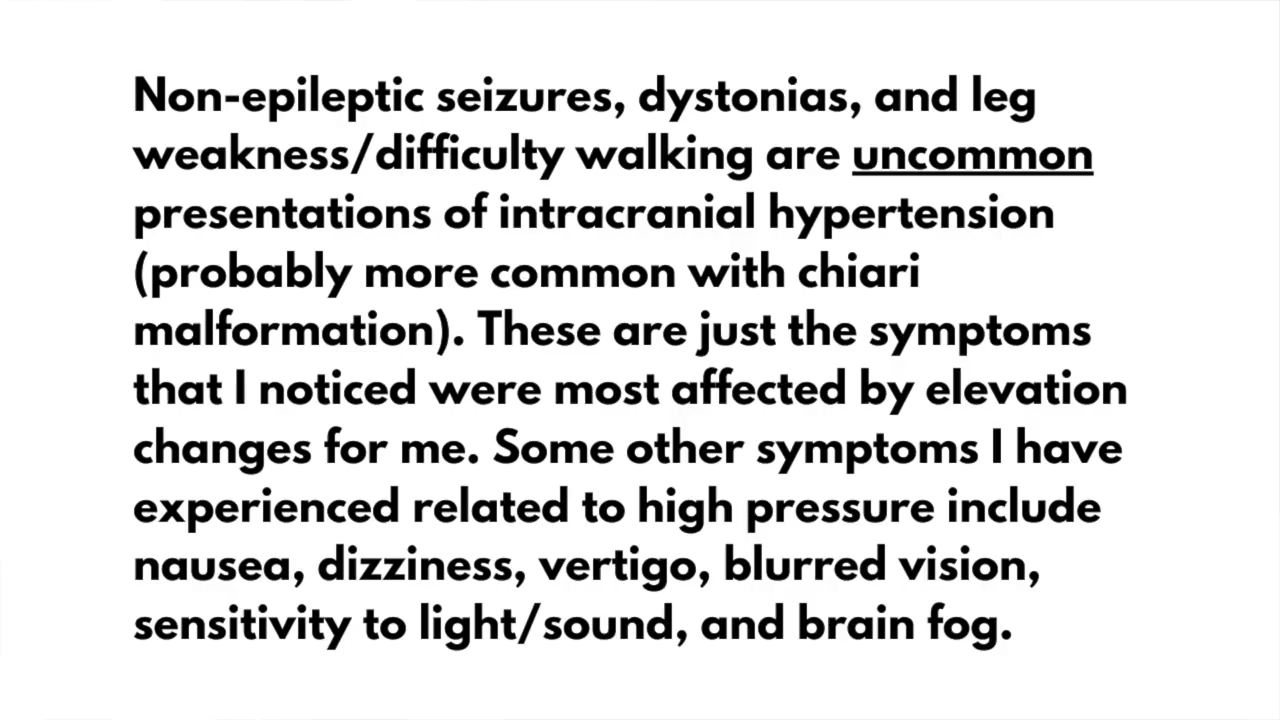 Non-epileptic seizures, dystonias, and leg
weakness/difficulty walking are uncommon
presentations of intracranial hypertension
(probably more common with chiari
malformation). These are just the symptoms
that I noticed were most affected by elevation
changes for me. Some other symptoms I have
experienced related to high pressure include
nausea, dizziness, vertigo, blurred vision,
sensitivity to light/sound, and brain fog.